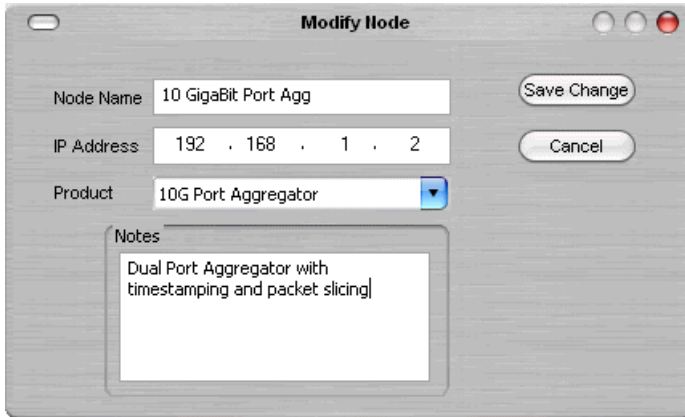 Modify Node
Node Name 10 GigaBit Port Agg Save Change
IP Address 192 . 168 . 1 . 2 Cancel
Product 10G Port Aggregator
Notes
Dual Port Aggregator with
timestamping and packet slicing